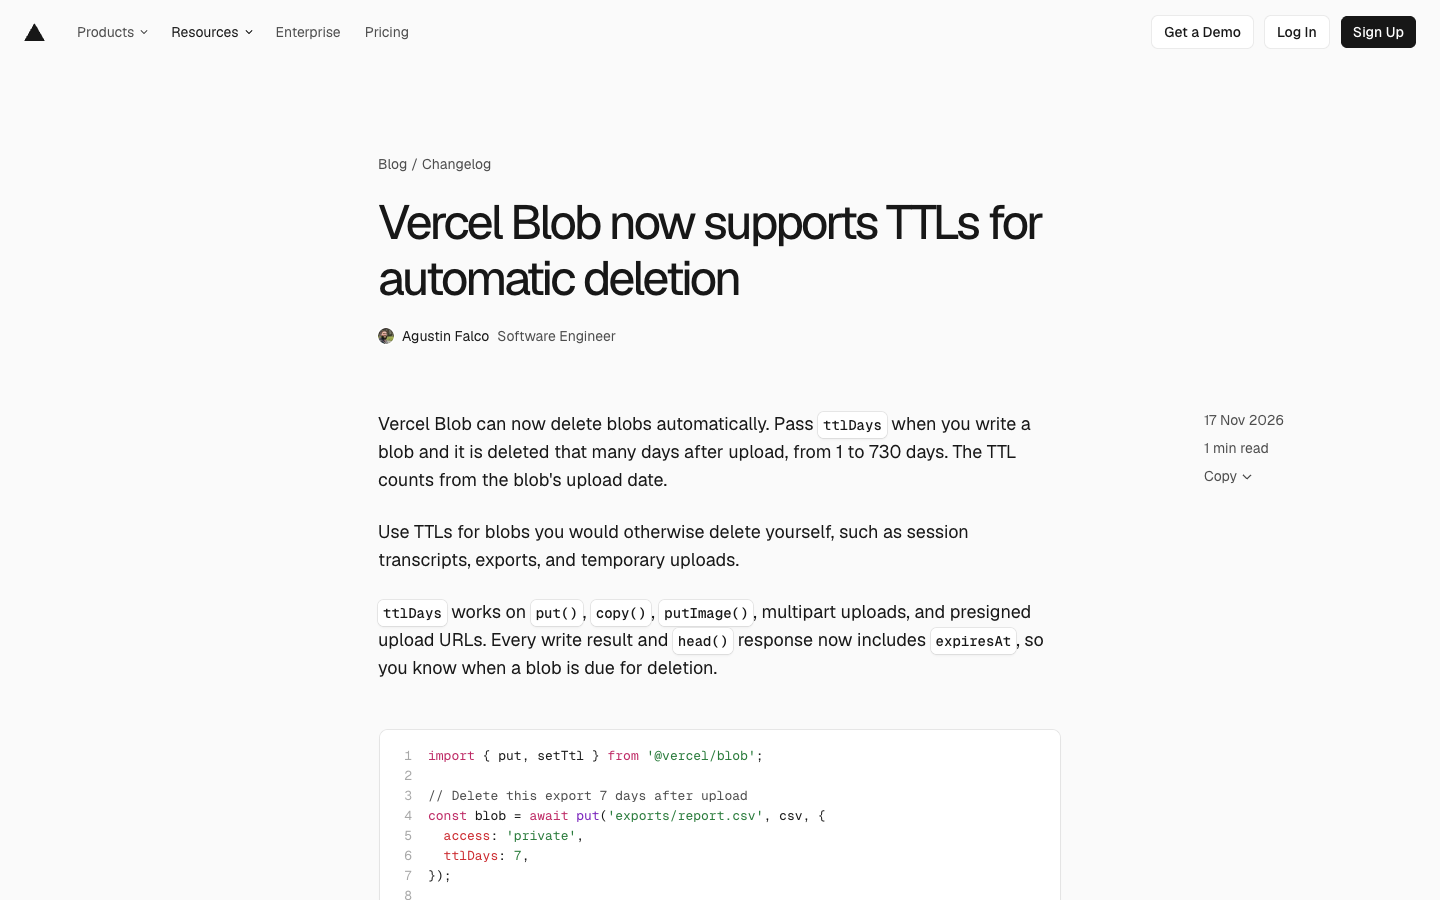 Products
Resources
Enterprise
Pricing
Get a Demo
Log In
Sign Up
Blog / Changelog
Vercel Blob now supports TTLs for
automatic deletion
Agustin Falco Software Engineer
Vercel Blob can now delete blobs automatically. Pass ttlDays when you write a
blob and it is deleted that many days after upload, from 1 to 730 days. The TTL
counts from the blob's upload date.
17 Nov 2026
1 min read
Copy
Use TTLs for blobs you would otherwise delete yourself, such as session
transcripts, exports, and temporary uploads.
ttlDays works on put(), copy(), putImage(), multipart uploads, and presigned
upload URLs. Every write result and head() response now includes expiresAt, so
you know when a blob is due for deletion.
1 import { put, setTtl } from '@vercel/blob';
2
3 // Delete this export 7 days after upload
4 const blob = await put('exports/report.csv', csv, {
5   access: 'private',
6   ttlDays: 7,
7 });
8